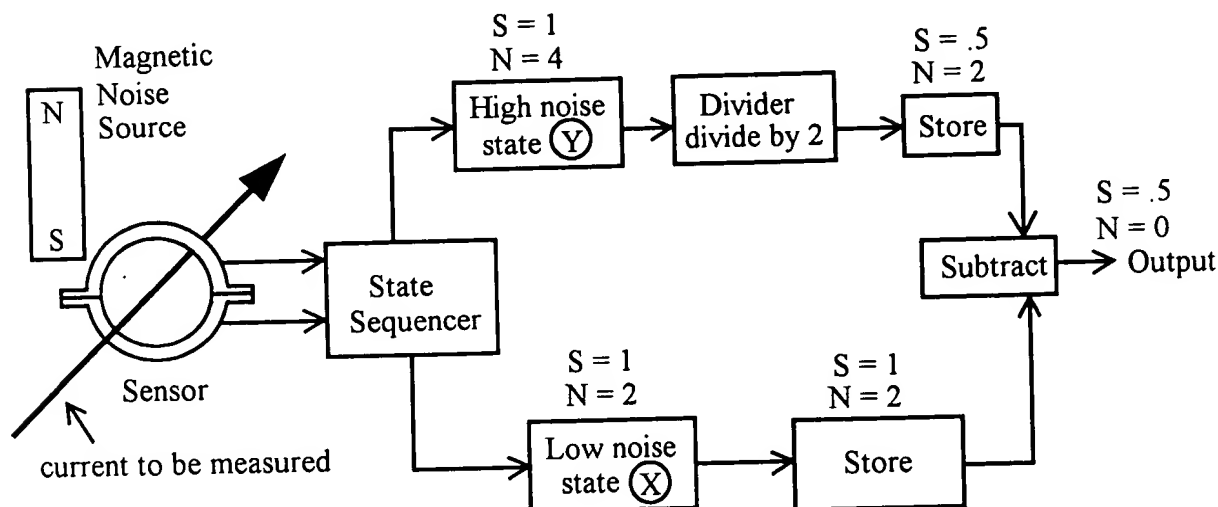 Magnetic
Noise
Source
N
S
S = 1
N = 4
High noise
state Y
Divider
divide by 2
S = .5
N = 2
Store
S = .5
N = 0
Subtract
Output
State
Sequencer
Sensor
current to be measured
S = 1
N = 2
Low noise
state X
S = 1
N = 2
Store